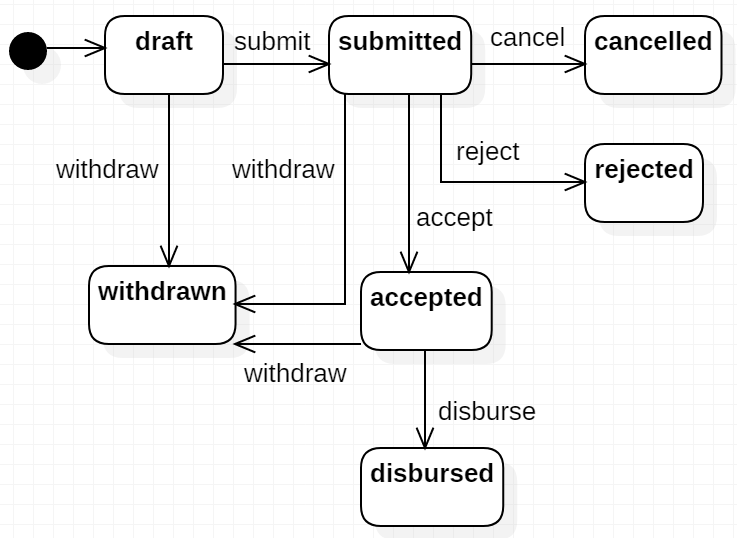 draft
submit
submitted
cancel
cancelled
withdraw
withdraw
reject
rejected
accept
withdrawn
accepted
withdraw
disburse
disbursed